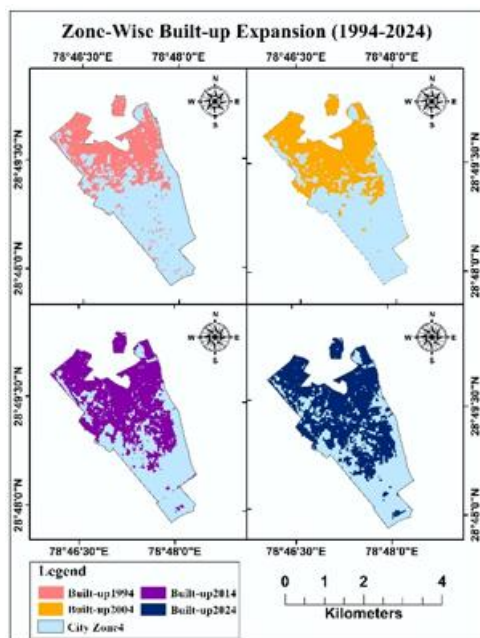 Zone-Wise Built-up Expansion (1994-2024)
78°46'30"E 78°48'0"E 78°46'30"E 78°48'0"E
N N
W E W E
S S
28°49'30"N 28°49'30"N
28°48'0"N 28°48'0"N
N N
W E W E
S S
28°49'30"N 28°49'30"N
28°48'0"N 28°48'0"N
78°46'30"E 78°48'0"E 78°46'30"E 78°48'0"E
Legend
Built-up1994 Built-up2014
Built-up2004 Built-up2024
City Zone4
0 1 2 4
Kilometers